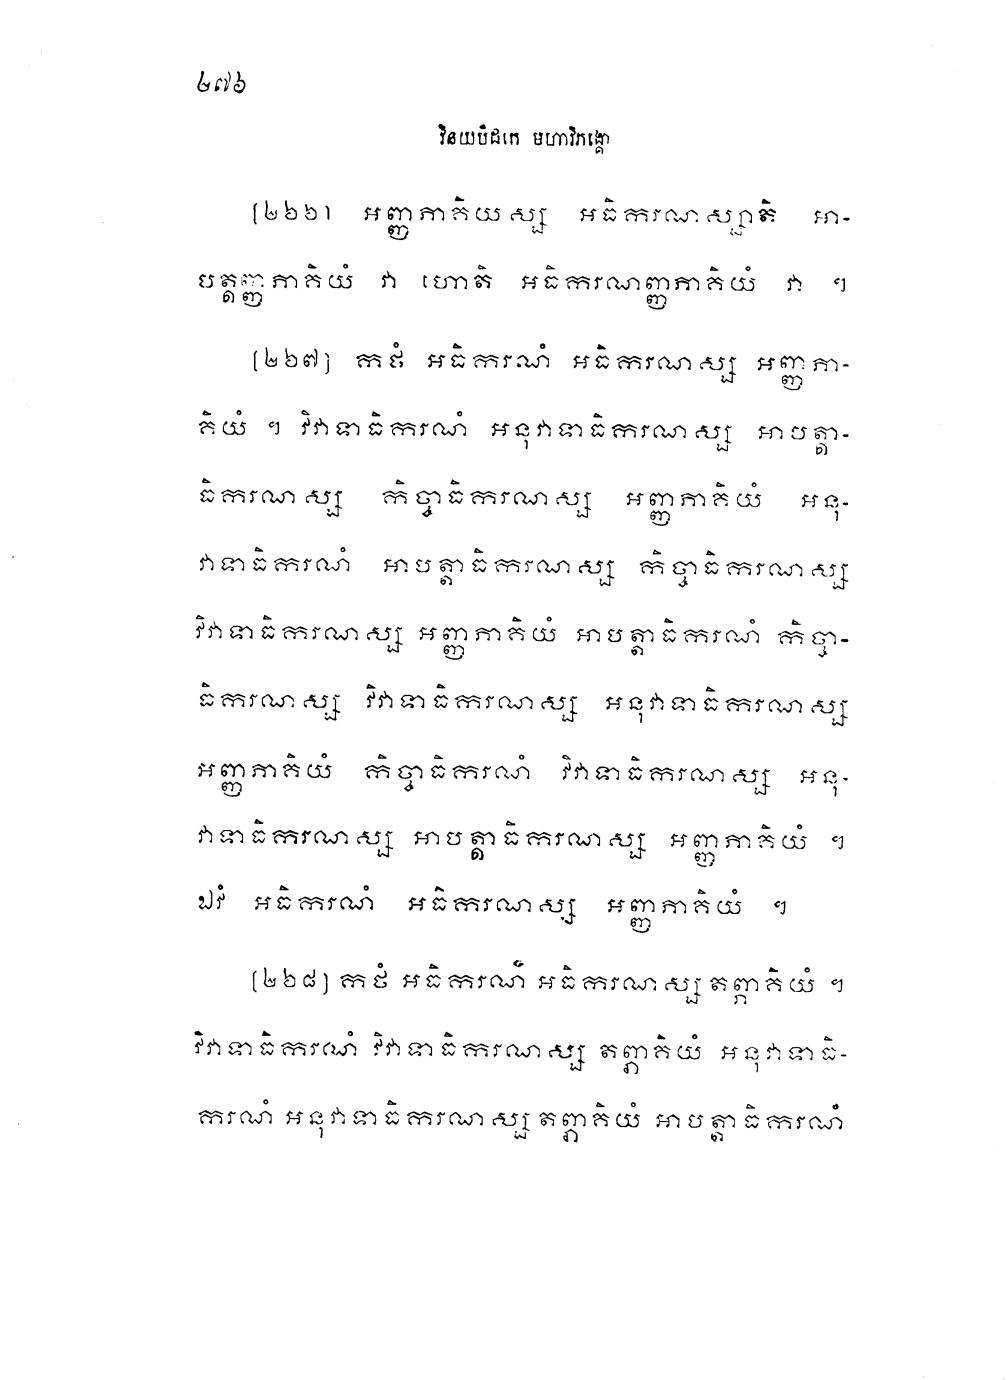 ២៧៦
វិនយបិដកេ មហាវិភង្គោ
[២៦៦] អញ្ញភាគិយស្ស អធិករណស្សាតិ អា-
បត្តញ្ញភាគិយំ វា ហោតិ អធិករណញ្ញភាគិយំ វា ។
[២៦៧] កថំ អធិករណំ អធិករណស្ស អញ្ញភា-
គិយំ ។ វិវាទាធិករណំ អនុវាទាធិករណស្ស អាបត្តា-
ធិករណស្ស កិច្ចាធិករណស្ស អញ្ញភាគិយំ អនុ-
វាទាធិករណំ អាបត្តាធិករណស្ស កិច្ចាធិករណស្ស
វិវាទាធិករណស្ស អញ្ញភាគិយំ អាបត្តាធិករណំ កិច្ចា-
ធិករណស្ស វិវាទាធិករណស្ស អនុវាទាធិករណស្ស
អញ្ញភាគិយំ កិច្ចាធិករណំ វិវាទាធិករណស្ស អនុ-
វាទាធិករណស្ស អាបត្តាធិករណស្ស អញ្ញភាគិយំ ។
ឯវំ អធិករណំ អធិករណស្ស អញ្ញភាគិយំ ។
[២៦៨] កថំ អធិករណំ អធិករណស្ស តព្ភាគិយំ ។
វិវាទាធិករណំ វិវាទាធិករណស្ស តព្ភាគិយំ អនុវាទាធិ-
ករណំ អនុវាទាធិករណស្ស តព្ភាគិយំ អាបត្តាធិករណំ